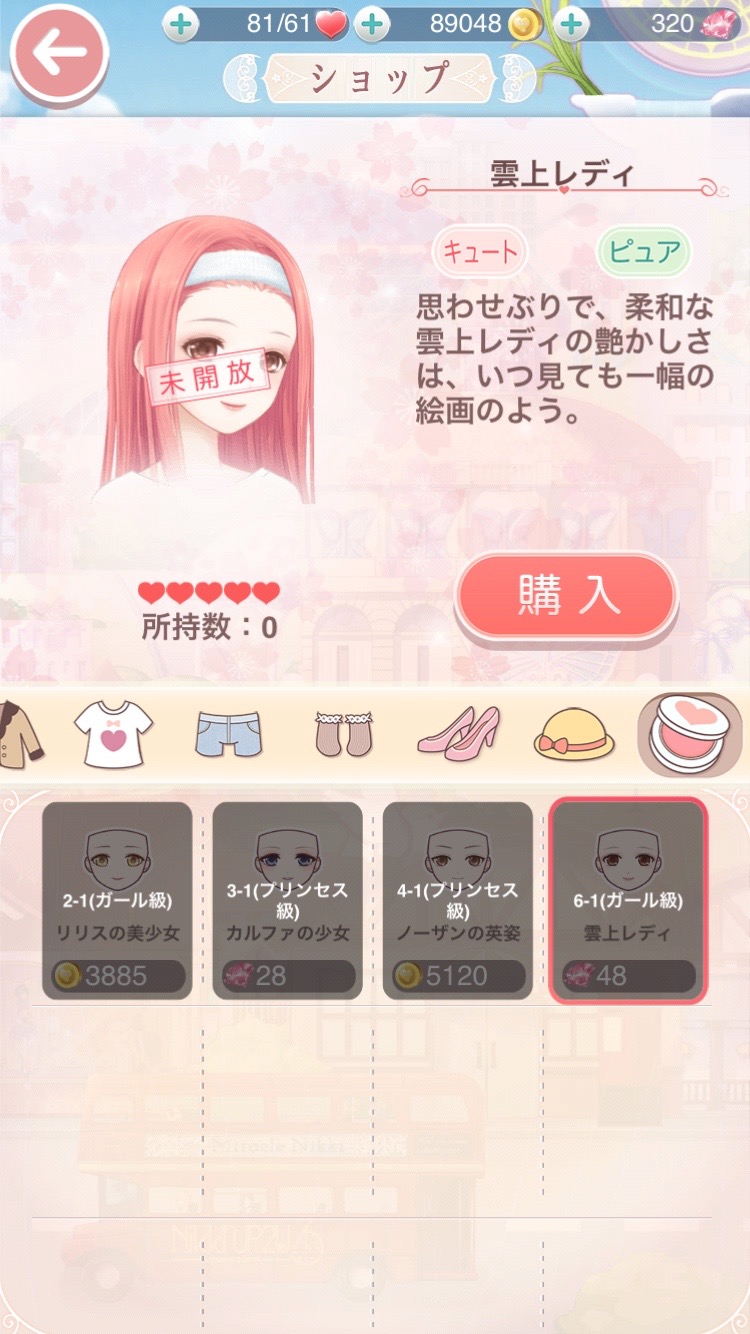 81/61
89048
320
ショップ
雲上レディ
キュート
ピュア
思わせぶりで、柔和な
雲上レディの艶かしさ
は、いつ見ても一幅の
絵画のよう。
未開放
所持数：0
購入
2-1(ガール級)
リリスの美少女
3885
3-1(プリンセス
級)
カルファの少女
28
4-1(プリンセス
級)
ノーザンの英姿
5120
6-1(ガール級)
雲上レディ
48
Miracle Nikki